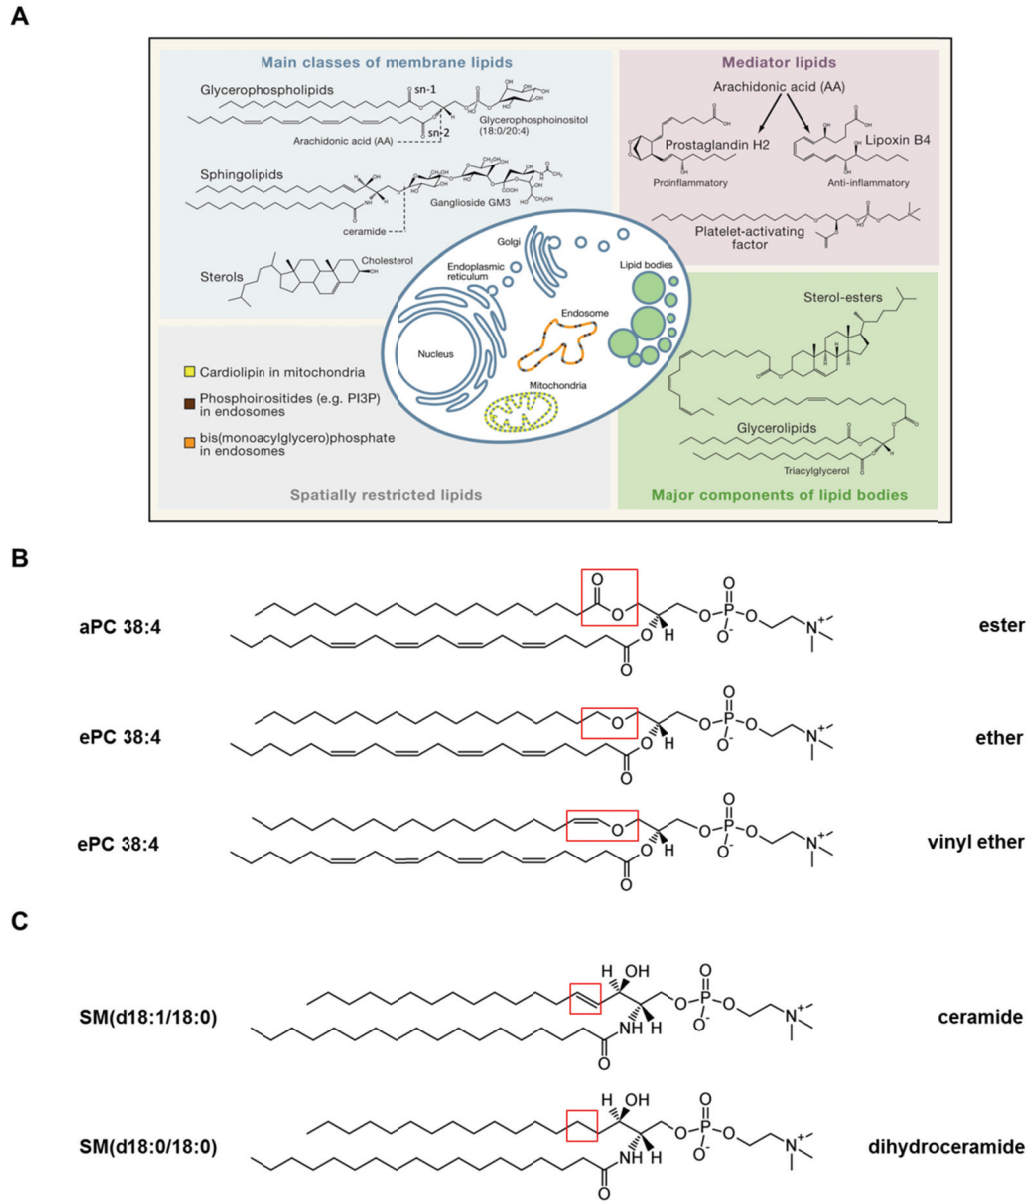 A
Main classes of membrane lipids
Glycerophospholipids
sn-1
sn-2
Glycerophosphoinositol
(18:0/20:4)
Arachidonic acid (AA)
Sphingolipids
Ganglioside GM3
ceramide
Sterols
Cholestrol
Mediator lipids
Arachidonic acid (AA)
Prostaglandin H2
Lipoxin B4
Proinflammatory
Anti-inflammatory
Platelet-activating
factor
Golgi
Endoplasmic
reticulum
Lipid bodies
Endosome
Nucleus
Mitochondria
Cardiolipin in mitochondria
Phosphoirositides (e.g. PI3P)
in endosomes
bis(monoacylglycero)phosphate
in endosomes
Spatially restricted lipids
Sterol-esters
Glycerolipids
Triacylglycerol
Major components of lipid bodies
B
aPC 38:4
ester
ePC 38:4
ether
ePC 38:4
vinyl ether
C
SM(d18:1/18:0)
ceramide
SM(d18:0/18:0)
dihydroceramide